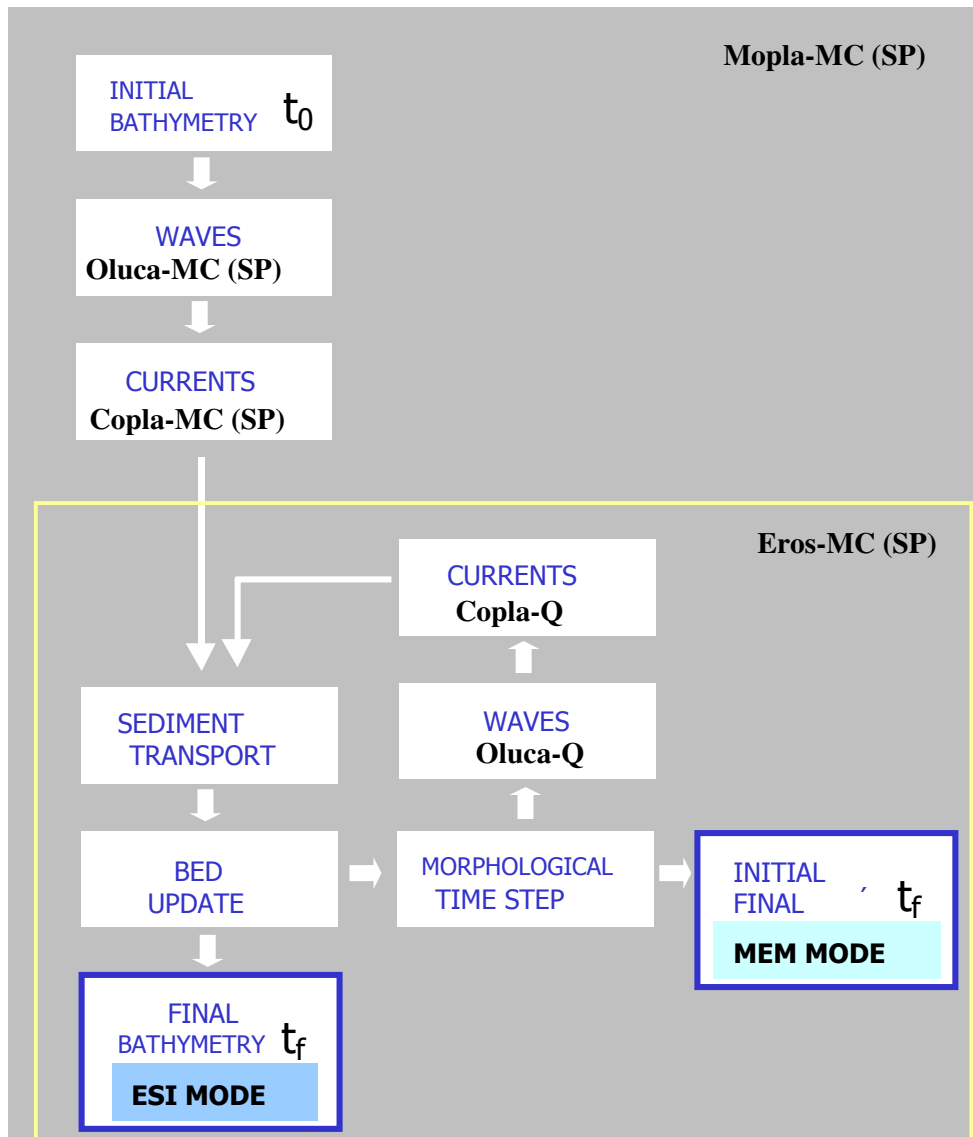 Mopla-MC (SP)
INITIAL
BATHYMETRY t0
WAVES
Oluca-MC (SP)
CURRENTS
Copla-MC (SP)
Eros-MC (SP)
CURRENTS
Copla-Q
WAVES
Oluca-Q
SEDIMENT
TRANSPORT
BED
UPDATE
MORPHOLOGICAL
TIME STEP
INITIAL
FINAL ´ tf
MEM MODE
FINAL
BATHYMETRY tf
ESI MODE